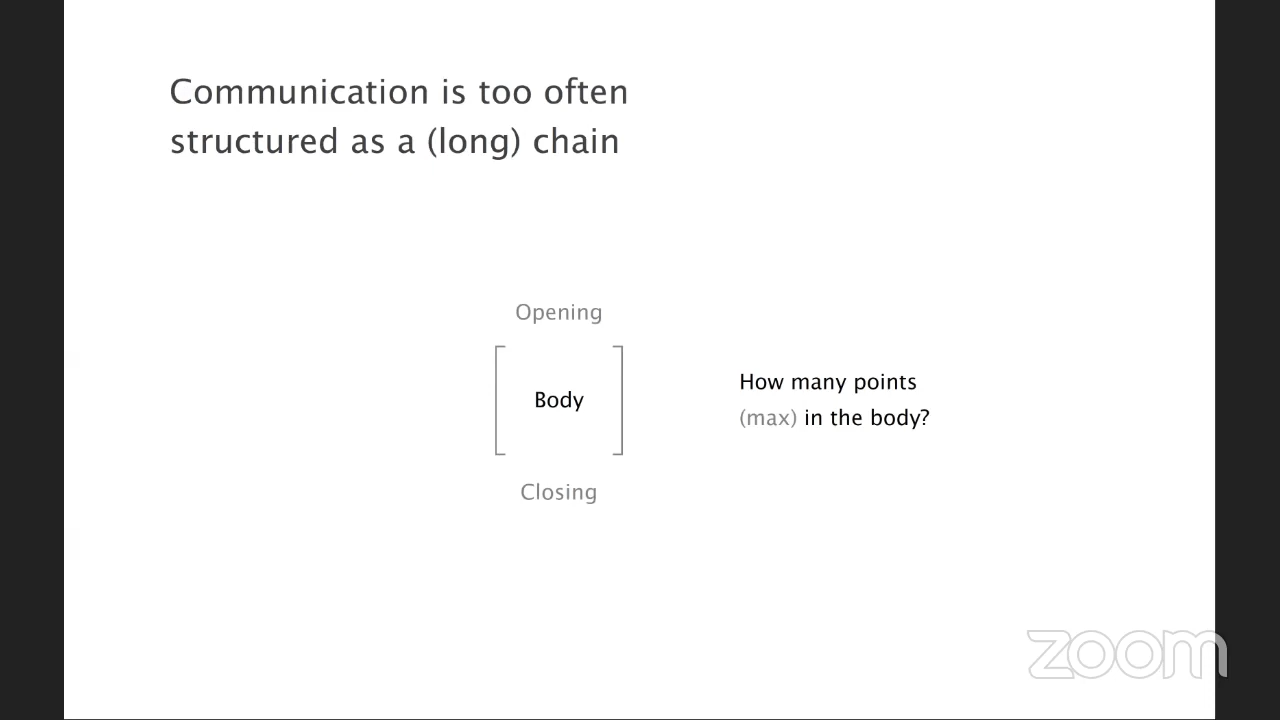 Communication is too often
structured as a (long) chain
Opening
Body
Closing
How many points
(max) in the body?
zoom